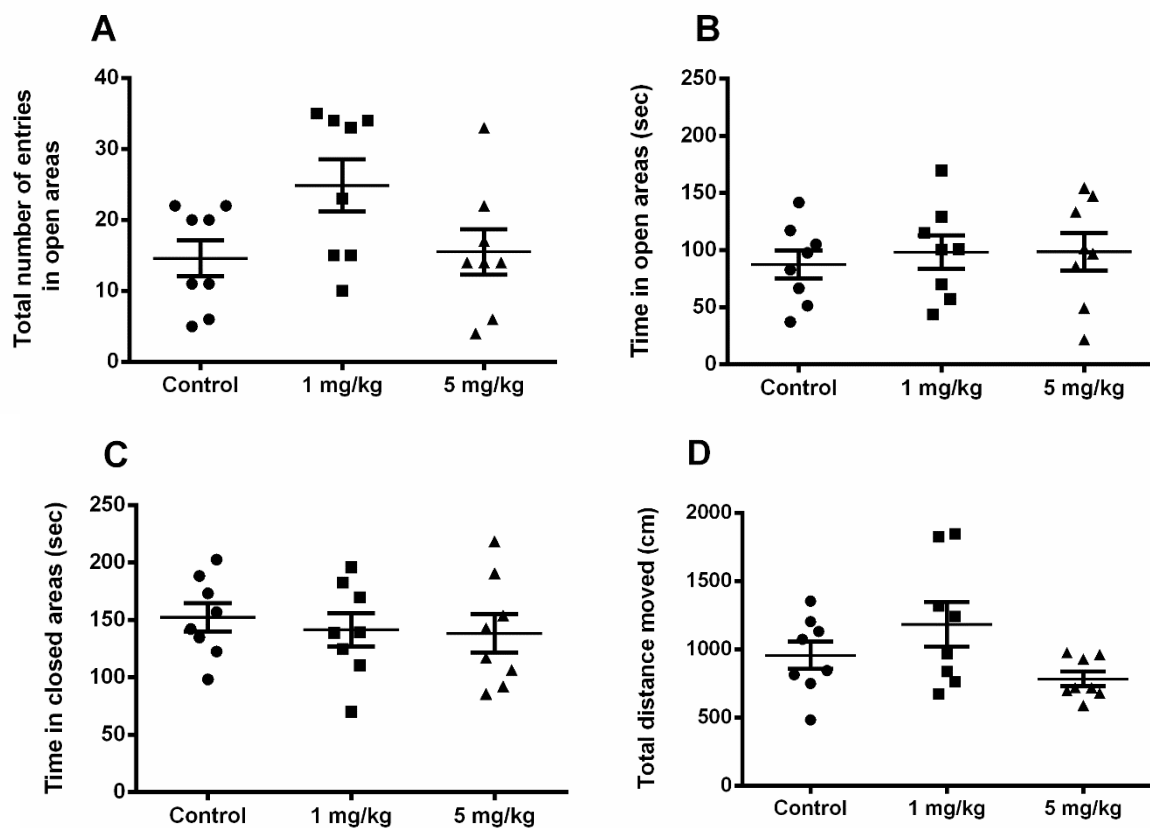 A
Total number of entries
in open areas
40
30
20
10
0
Control 1 mg/kg 5 mg/kg
B
Time in open areas (sec)
250
200
150
100
50
0
Control 1 mg/kg 5 mg/kg
C
Time in closed areas (sec)
250
200
150
100
50
0
Control 1 mg/kg 5 mg/kg
D
Total distance moved (cm)
2000
1500
1000
500
0
Control 1 mg/kg 5 mg/kg